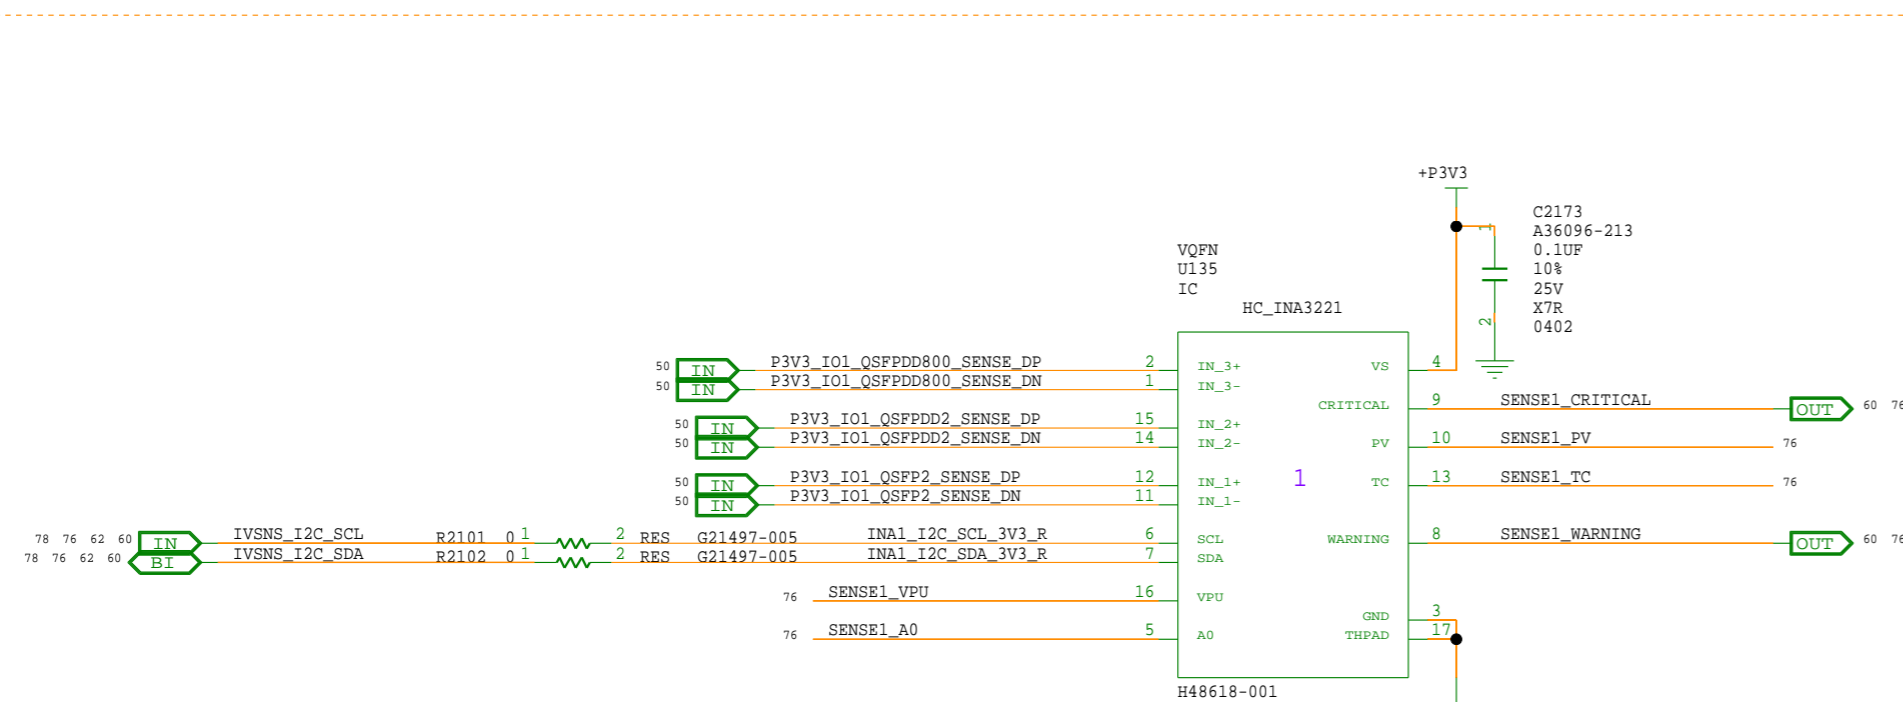 +P3V3
C2173
A36096-213
0.1UF
10%
25V
X7R
0402
1
2
VQFN
U135
IC
HC_INA3221
50 IN P3V3_IO1_QSFPDD800_SENSE_DP 2 IN_3+ VS 4
50 IN P3V3_IO1_QSFPDD800_SENSE_DN 1 IN_3-
CRITICAL 9 SENSE1_CRITICAL OUT 60 76
50 IN P3V3_IO1_QSFPDD2_SENSE_DP 15 IN_2+
50 IN P3V3_IO1_QSFPDD2_SENSE_DN 14 IN_2- PV 10 SENSE1_PV 76
50 IN P3V3_IO1_QSFP2_SENSE_DP 12 IN_1+ 1 TC 13 SENSE1_TC 76
50 IN P3V3_IO1_QSFP2_SENSE_DN 11 IN_1-
78 76 62 60 IN IVSNS_I2C_SCL R2101 0 1 2 RES G21497-005 INA1_I2C_SCL_3V3_R 6 SCL WARNING 8 SENSE1_WARNING OUT 60 76
78 76 62 60 BI IVSNS_I2C_SDA R2102 0 1 2 RES G21497-005 INA1_I2C_SDA_3V3_R 7 SDA
76 SENSE1_VPU 16 VPU
GND 3
76 SENSE1_A0 5 A0 THPAD 17
H48618-001